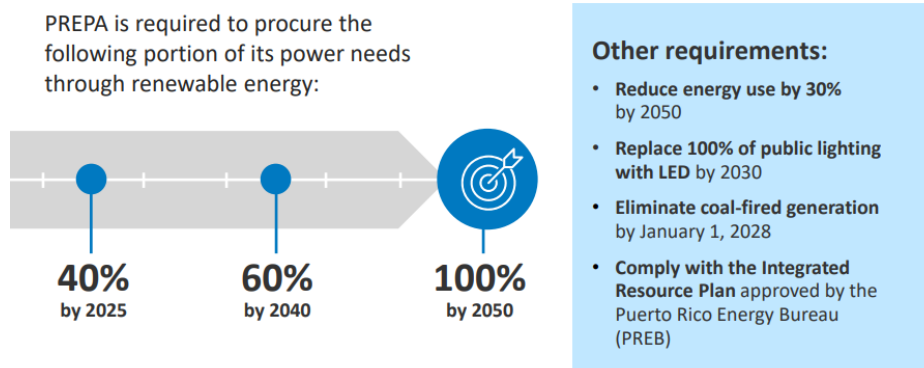 PREPA is required to procure the
following portion of its power needs
through renewable energy:
40%
by 2025
60%
by 2040
100%
by 2050
Other requirements:
• Reduce energy use by 30%
by 2050
• Replace 100% of public lighting
with LED by 2030
• Eliminate coal-fired generation
by January 1, 2028
• Comply with the Integrated
Resource Plan approved by the
Puerto Rico Energy Bureau
(PREB)